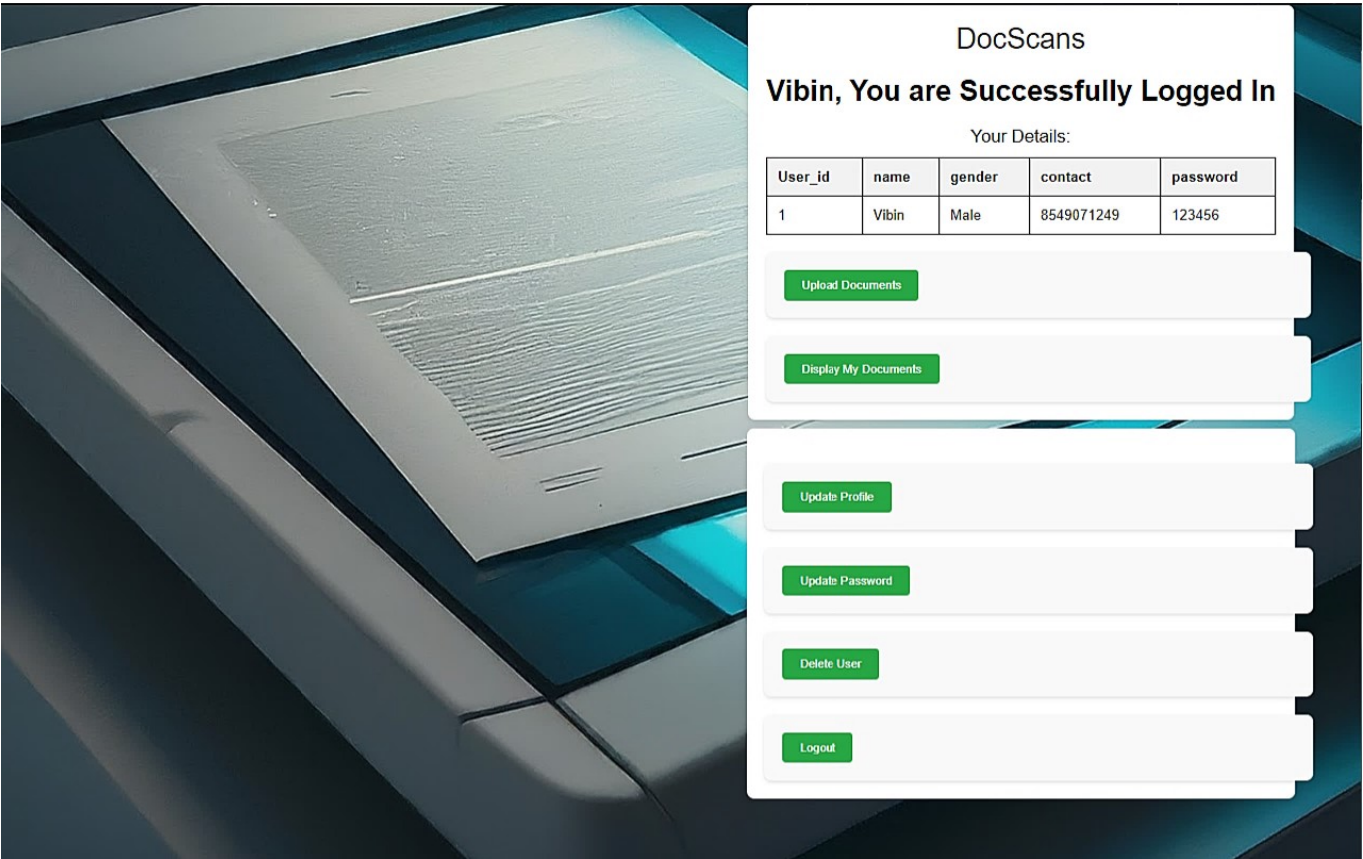 DocScans
Vibin, You are Successfully Logged In
Your Details:
User_id name gender contact password
1 Vibin Male 8549071249 123456
Upload Documents
Display My Documents
Update Profile
Update Password
Delete User
Logout